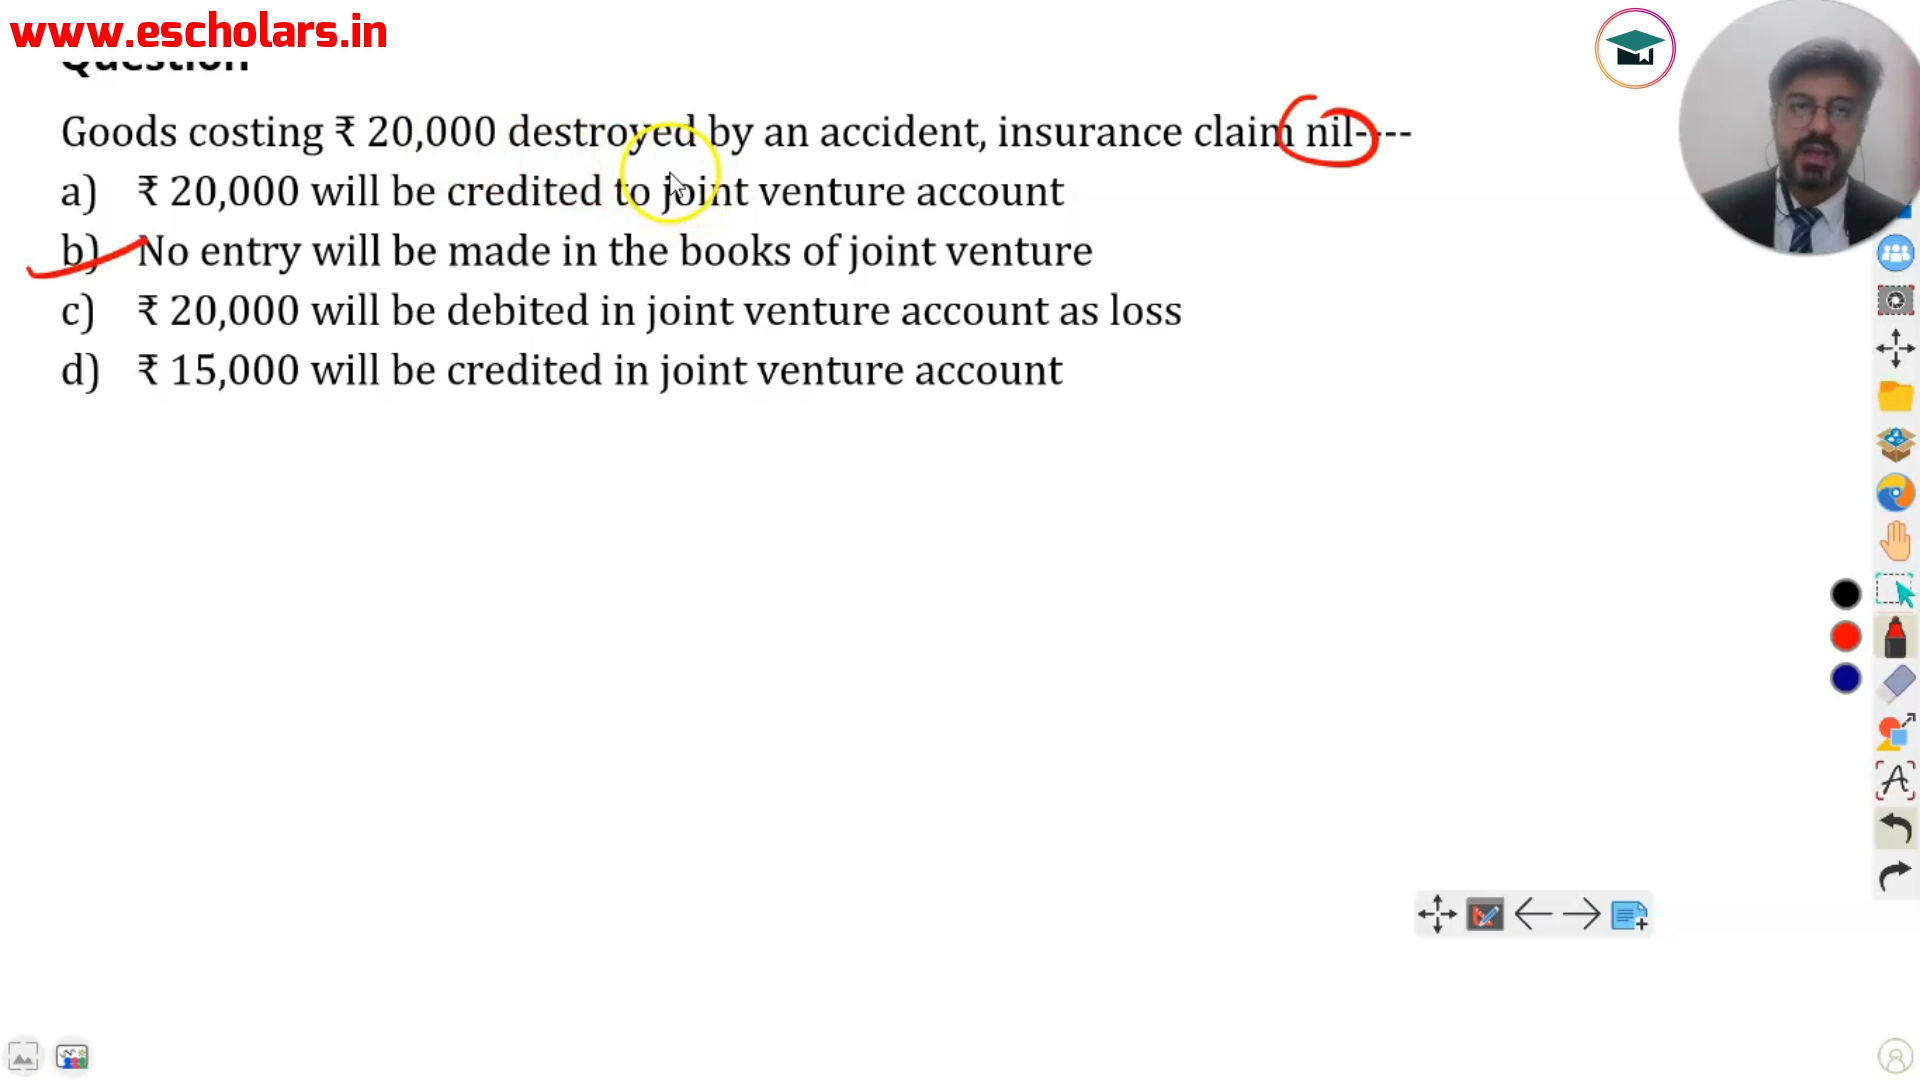 www.escholars.in
Question
Goods costing ₹ 20,000 destroyed by an accident, insurance claim nil----
a) ₹ 20,000 will be credited to joint venture account
b) No entry will be made in the books of joint venture
c) ₹ 20,000 will be debited in joint venture account as loss
d) ₹ 15,000 will be credited in joint venture account